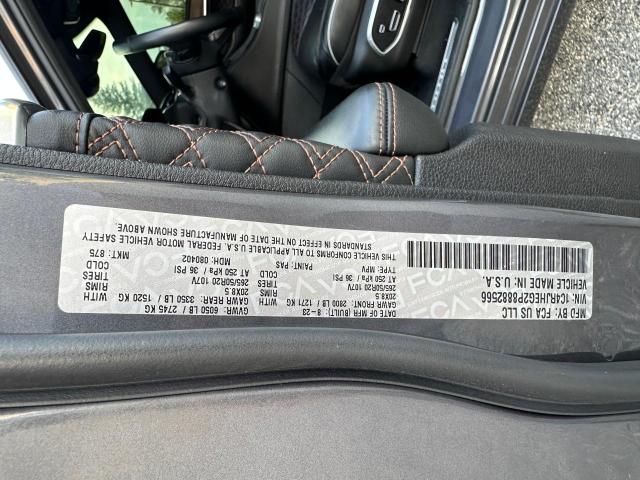 MFD BY: FCA US LLC
DATE OF MFR (BUILT): 8-23
GVWR: 6050 LB / 2745 KG
GAWR FRONT: 2800 LB / 1271 KG
GAWR REAR: 3350 LB / 1520 KG
WITH
20X8.5
RIMS
20X8.5
RIMS
WITH
265/50R20 107V
TIRES
265/50R20 107V
TIRES
AT 250 kPa / 36 PSI
COLD
AT 250 kPa / 36 PSI
COLD
THIS VEHICLE CONFORMS TO ALL APPLICABLE U.S.A. FEDERAL MOTOR VEHICLE SAFETY
STANDARDS IN EFFECT ON THE DATE OF MANUFACTURE SHOWN ABOVE.
VIN: 1C4RJHEG2P8882566
TYPE: MPV
PAINT: PAS
MDH: 080402
MKT: 875
VEHICLE MADE IN: U.S.A.